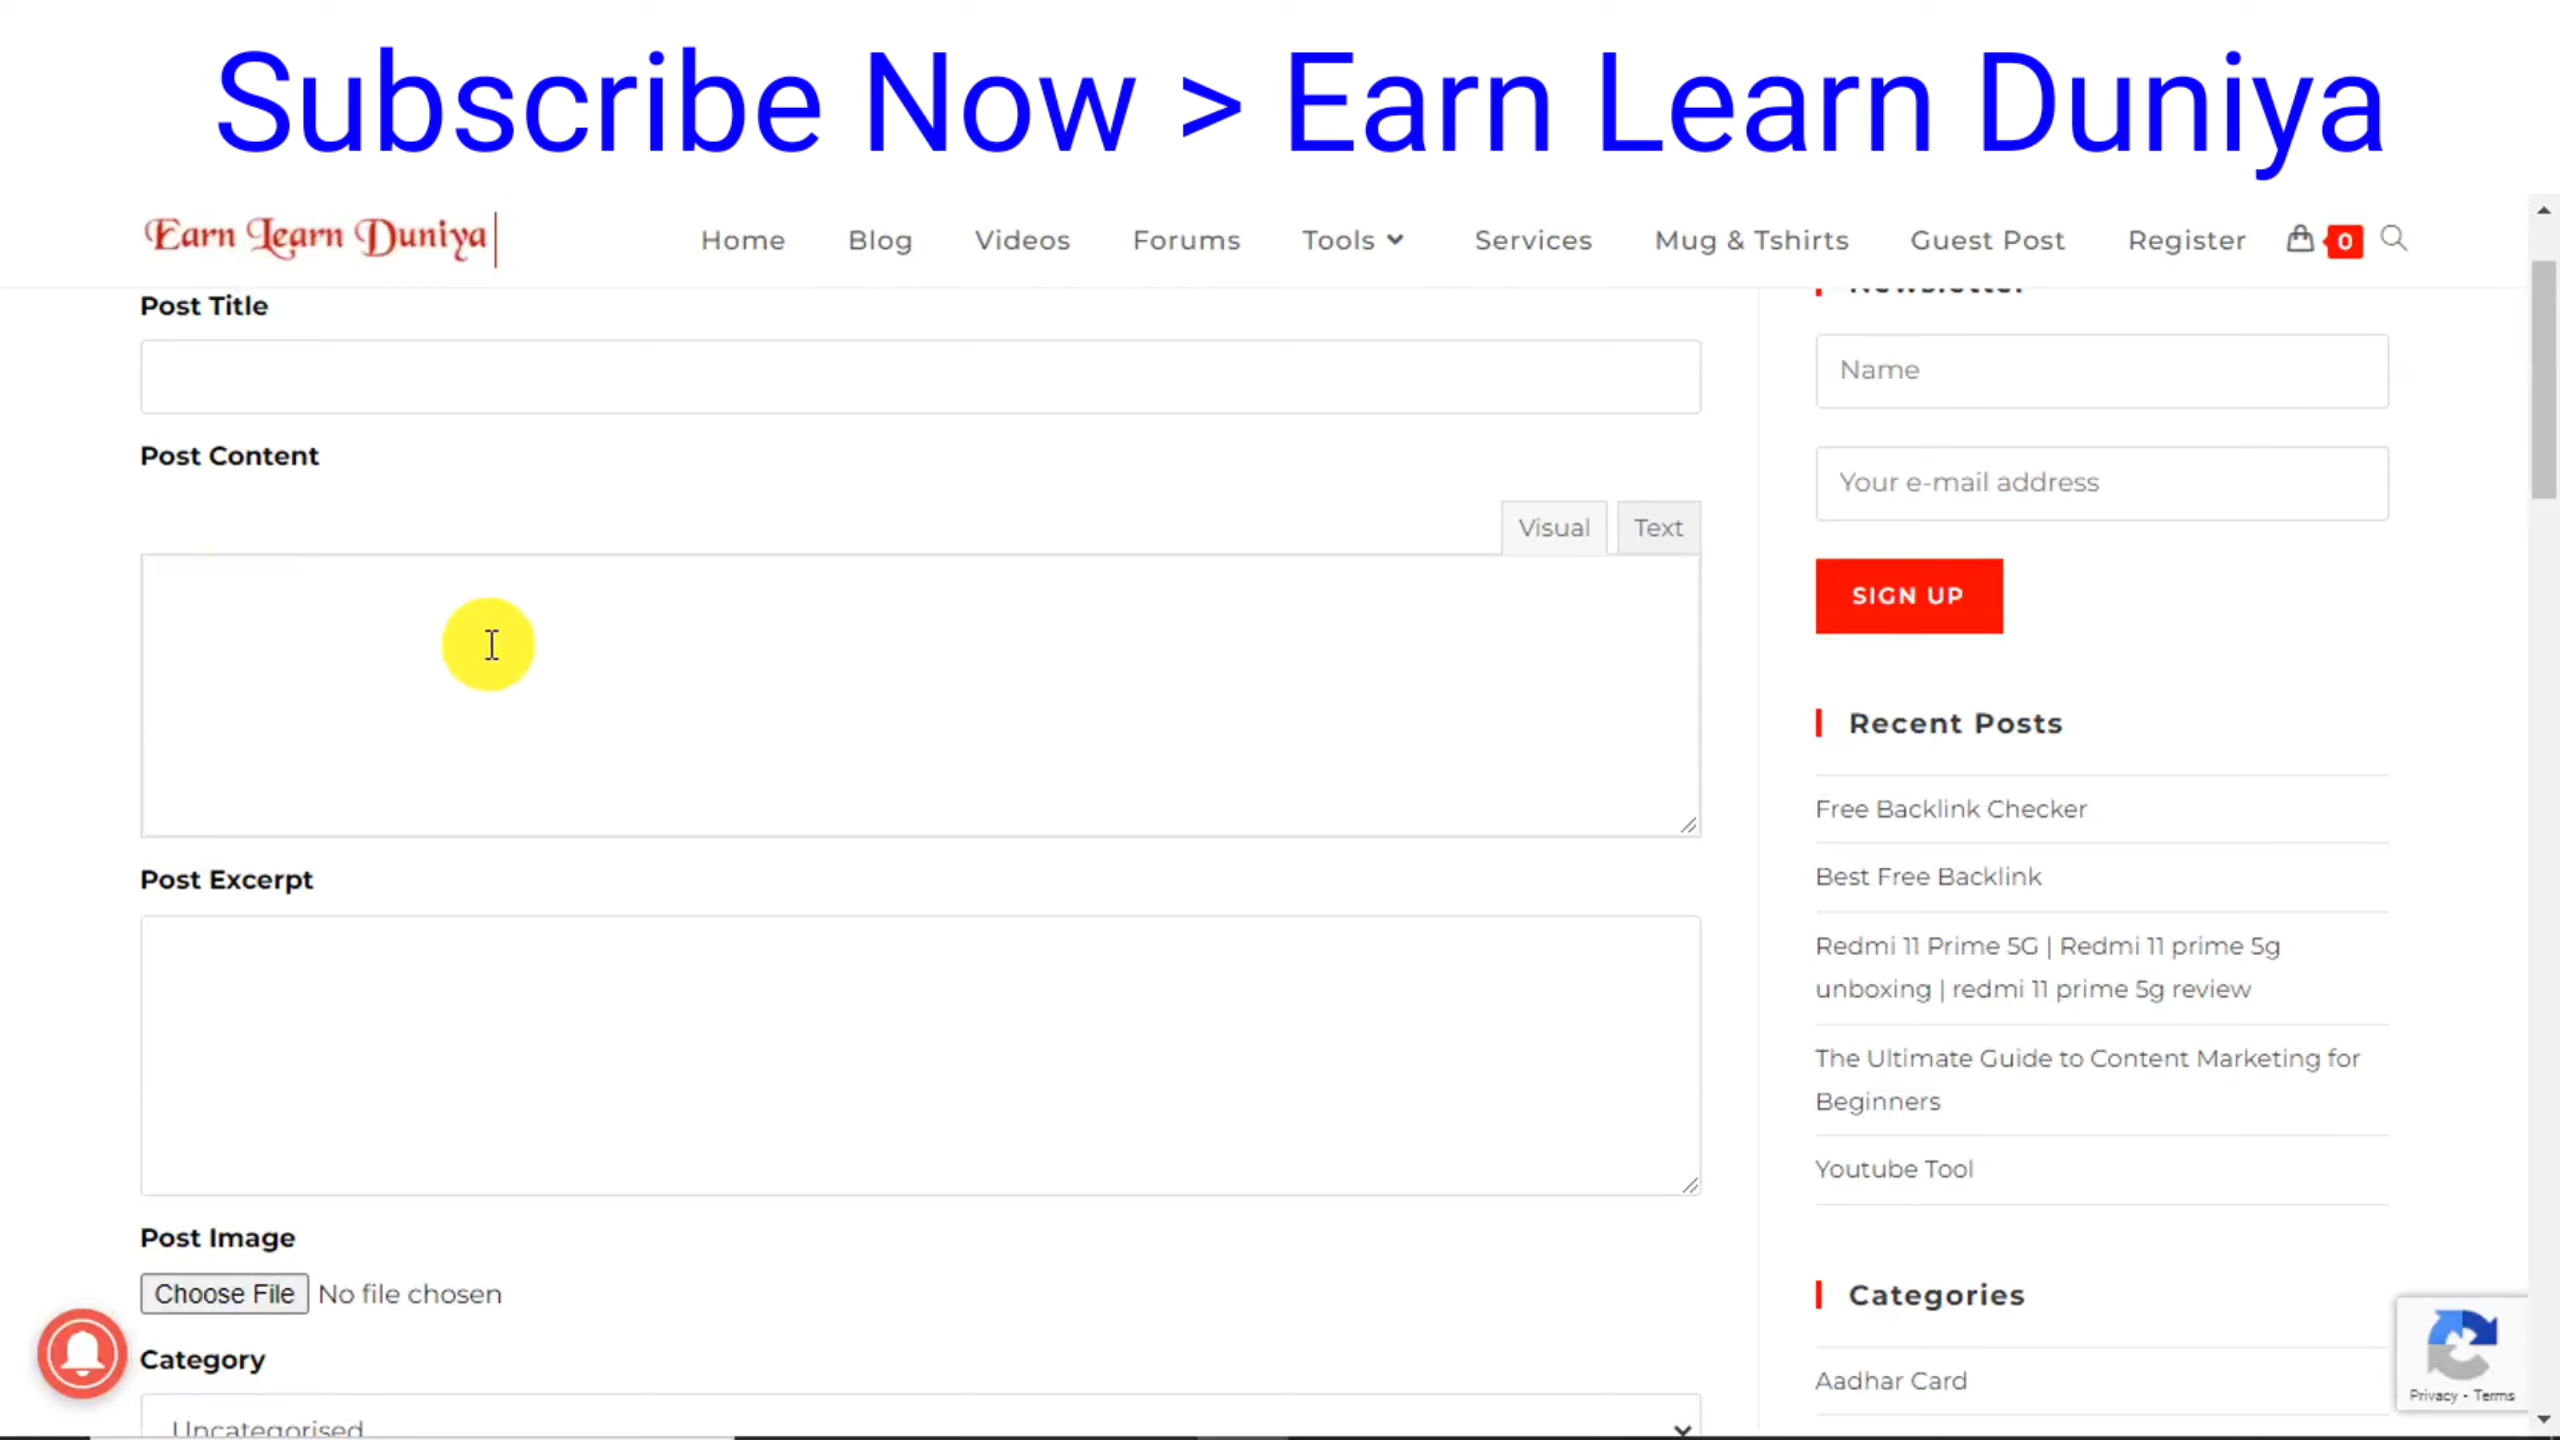 Subscribe Now > Earn Learn Duniya
Earn Learn Duniya
Home Blog Videos Forums Tools Services Mug & Tshirts Guest Post Register 0
Post Title
Post Content
Visual Text
Post Excerpt
Post Image
Choose File No file chosen
Category
Uncategorised
Newsletter
Name
Your e-mail address
SIGN UP
Recent Posts
Free Backlink Checker
Best Free Backlink
Redmi 11 Prime 5G | Redmi 11 prime 5g
unboxing | redmi 11 prime 5g review
The Ultimate Guide to Content Marketing for
Beginners
Youtube Tool
Categories
Aadhar Card
Privacy - Terms